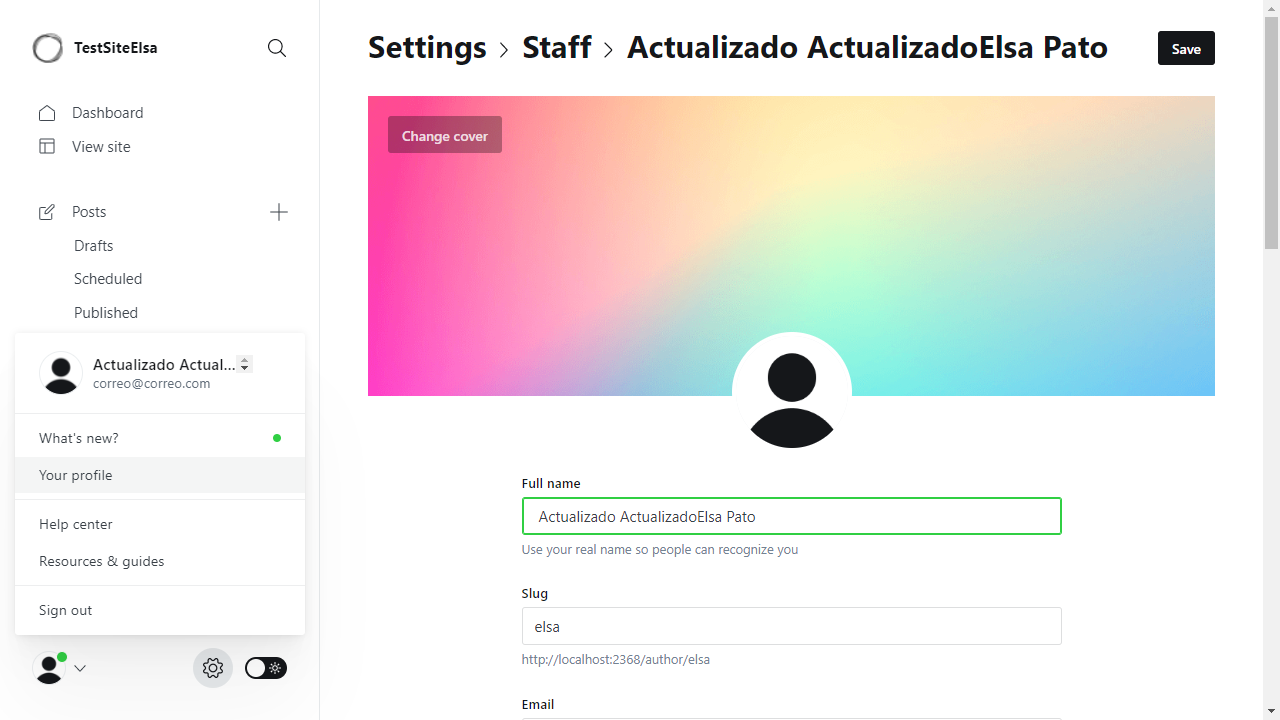 TestSiteElsa
Dashboard
View site
Posts
Drafts
Scheduled
Published
Actualizado Actual...
correo@correo.com
What's new?
Your profile
Help center
Resources & guides
Sign out
Settings > Staff > Actualizado ActualizadoElsa Pato
Save
Change cover
Full name
Actualizado ActualizadoElsa Pato
Use your real name so people can recognize you
Slug
elsa
http://localhost:2368/author/elsa
Email